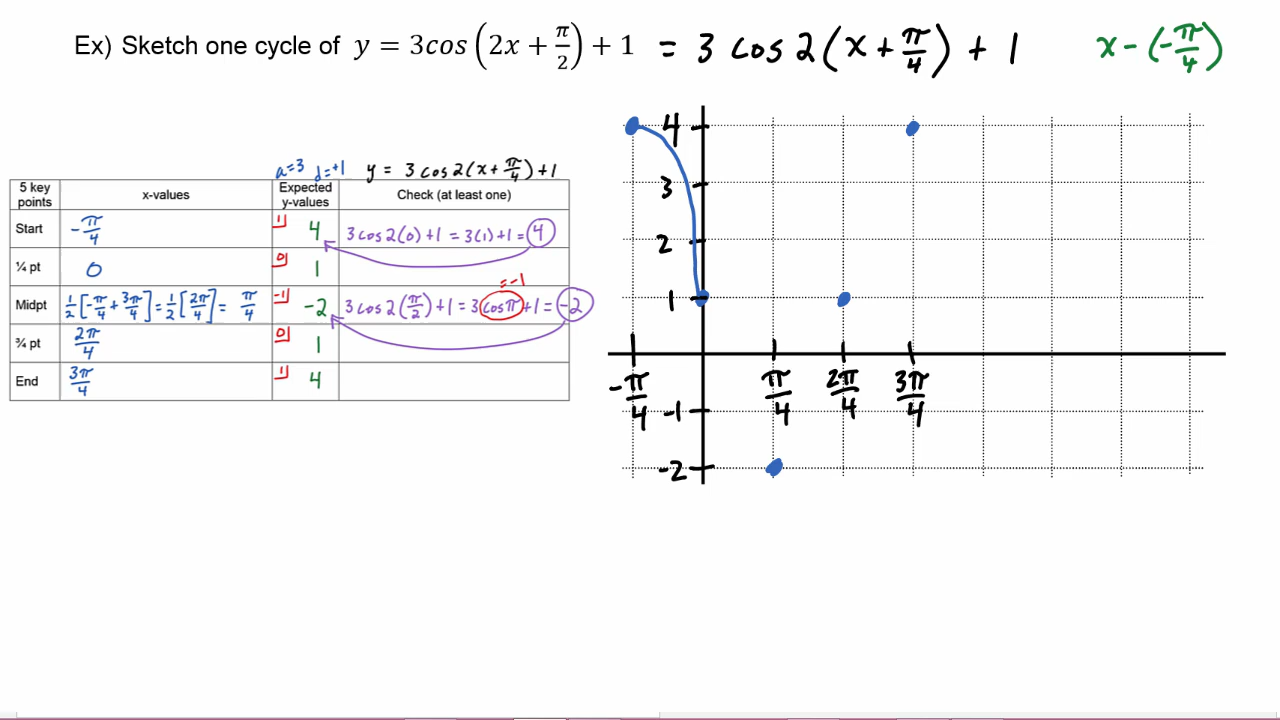 Ex) Sketch one cycle of y = 3cos(2x + π/2) + 1 = 3 cos 2(x + π/4) + 1 x - (-π/4)
a=3 d=+1 y = 3 cos 2(x + π/4) + 1
5 key points x-values Expected y-values Check (at least one)
Start -π/4 1) 4 3 cos 2(0) + 1 = 3(1) + 1 = 4
¼ pt 0 0) 1
= -1
Midpt ½[-π/4 + 3π/4] = ½[2π/4] = π/4 -1) -2 3 cos 2(π/2) + 1 = 3 cos π + 1 = -2
¾ pt 2π/4 0) 1
End 3π/4 1) 4
4
3
2
1
-π/4 π/4 2π/4 3π/4
-1
-2